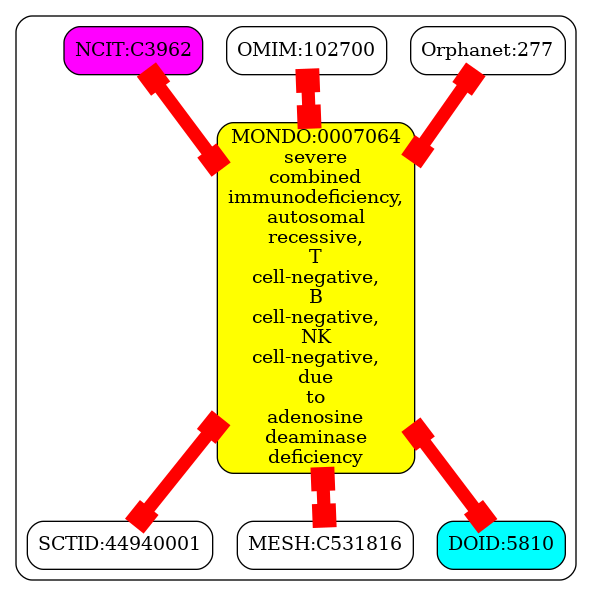 NCIT:C3962
OMIM:102700
Orphanet:277
MONDO:0007064
severe
combined
immunodeficiency,
autosomal
recessive,
T
cell-negative,
B
cell-negative,
NK
cell-negative,
due
to
adenosine
deaminase
deficiency
SCTID:44940001
MESH:C531816
DOID:5810